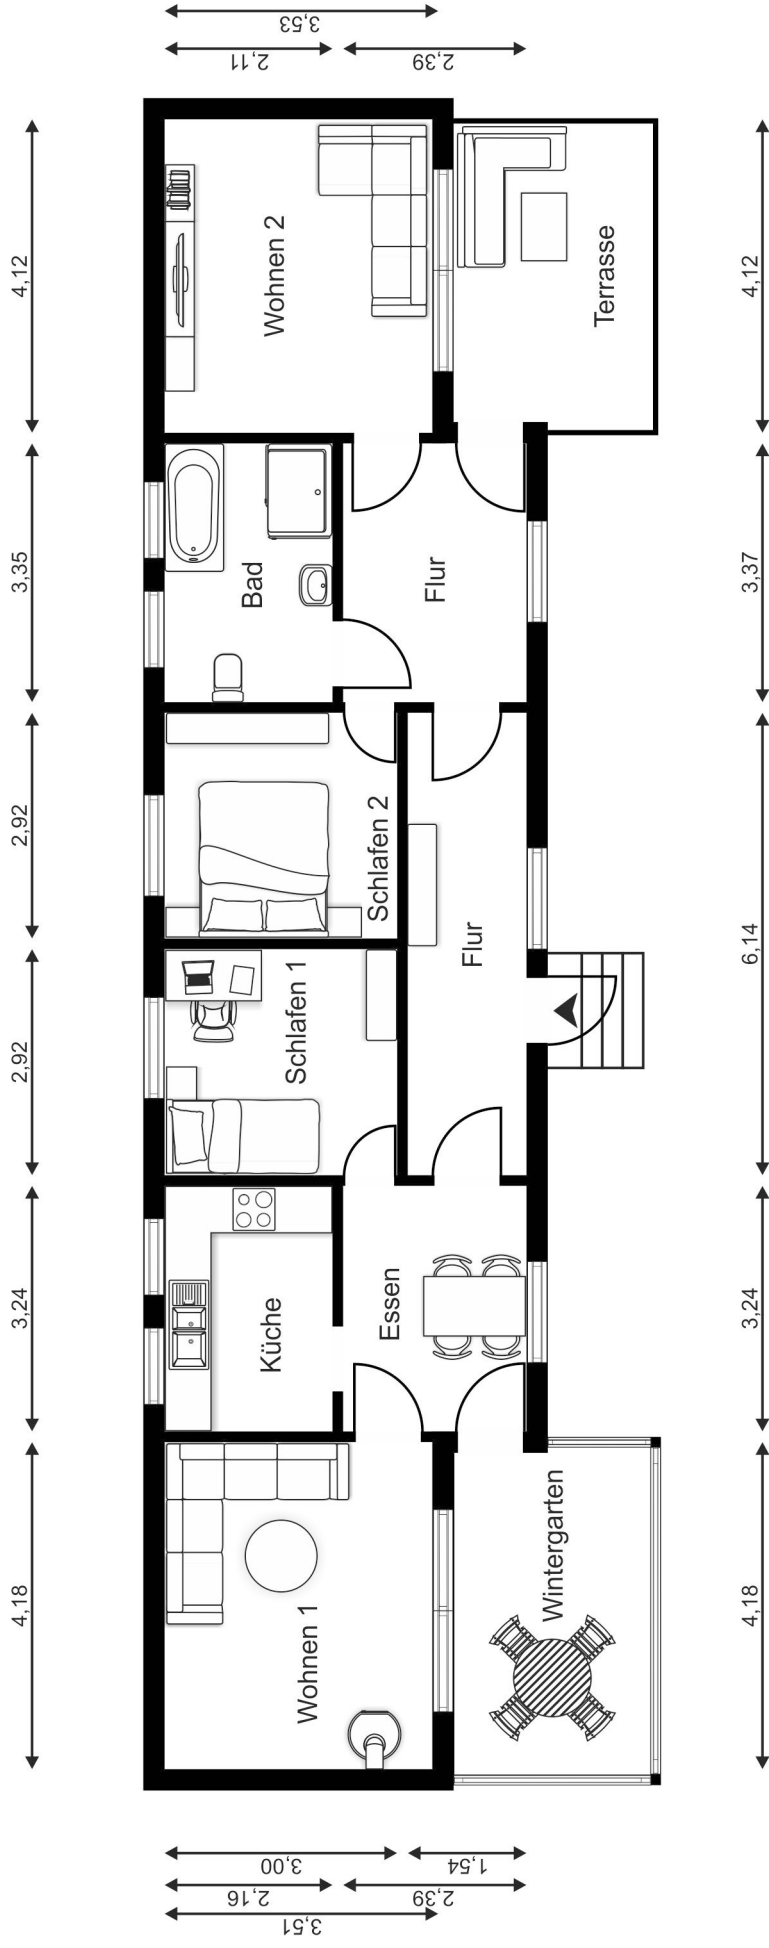 3,53
2,11
2,39
4,12
3,35
2,92
2,92
3,24
4,18
Wohnen 2
Terrasse
Bad
Flur
Schlafen 2
Flur
Schlafen 1
Küche
Essen
Wohnen 1
Wintergarten
4,12
3,37
6,14
3,24
4,18
3,00
1,54
2,16
2,39
3,51